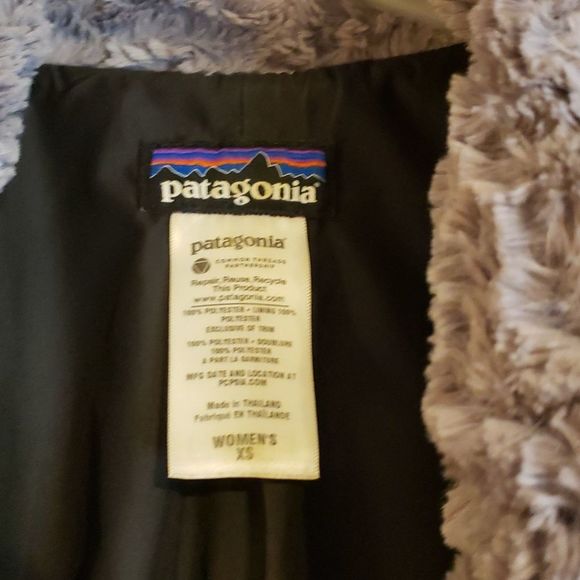 patagonia®
patagonia®
COMMON THREADS
PARTNERSHIP
Repair, Reuse, Recycle
This Product
www.patagonia.com
100% POLYESTER • LINING 100%
POLYESTER
EXCLUSIVE OF TRIM
100% POLYESTER • DOUBLURE
100% POLYESTER
À PART LA GARNITURE
MFG DATE AND LOCATION AT
PCPSIA.COM
Made in THAILAND
Fabriqué EN THAÏLANDE
WOMEN'S
XS